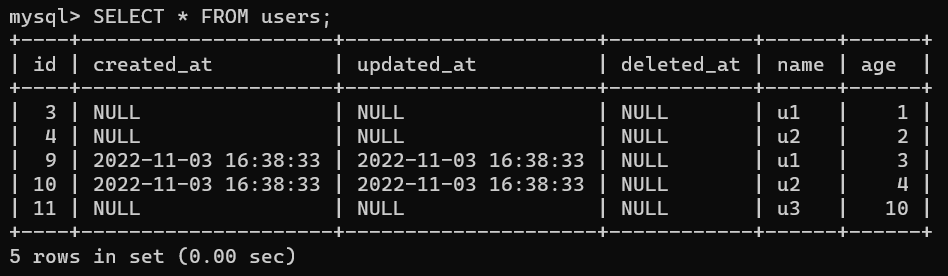 mysql> SELECT * FROM users;
+----+---------------------+---------------------+------------+------+------+
| id | created_at          | updated_at          | deleted_at | name | age  |
+----+---------------------+---------------------+------------+------+------+
|  3 | NULL                | NULL                | NULL       | u1   |    1 |
|  4 | NULL                | NULL                | NULL       | u2   |    2 |
|  9 | 2022-11-03 16:38:33 | 2022-11-03 16:38:33 | NULL       | u1   |    3 |
| 10 | 2022-11-03 16:38:33 | 2022-11-03 16:38:33 | NULL       | u2   |    4 |
| 11 | NULL                | NULL                | NULL       | u3   |   10 |
+----+---------------------+---------------------+------------+------+------+
5 rows in set (0.00 sec)